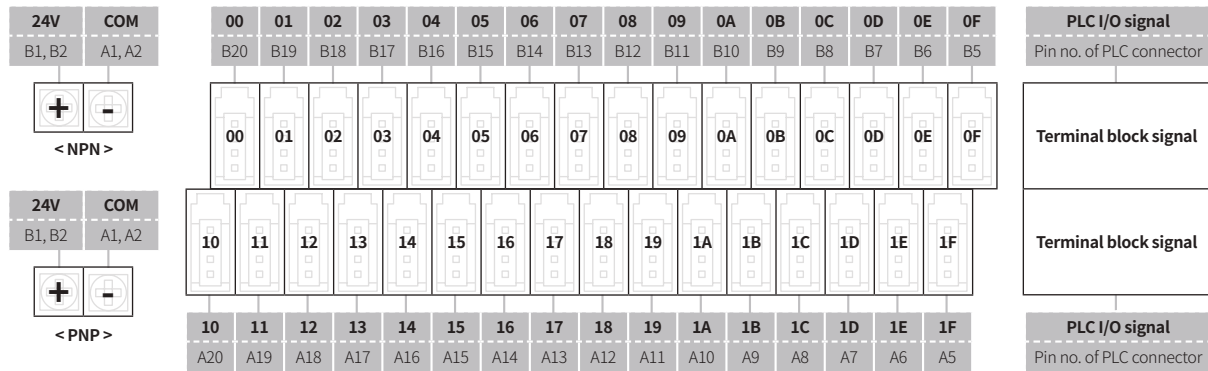 24V COM 00 01 02 03 04 05 06 07 08 09 0A 0B 0C 0D 0E 0F PLC I/O signal
B1, B2 A1, A2 B20 B19 B18 B17 B16 B15 B14 B13 B12 B11 B10 B9 B8 B7 B6 B5 Pin no. of PLC connector
+ -
00 01 02 03 04 05 06 07 08 09 0A 0B 0C 0D 0E 0F Terminal block signal
< NPN >
24V COM
B1, B2 A1, A2
10 11 12 13 14 15 16 17 18 19 1A 1B 1C 1D 1E 1F Terminal block signal
+ -
< PNP >
10 11 12 13 14 15 16 17 18 19 1A 1B 1C 1D 1E 1F PLC I/O signal
A20 A19 A18 A17 A16 A15 A14 A13 A12 A11 A10 A9 A8 A7 A6 A5 Pin no. of PLC connector